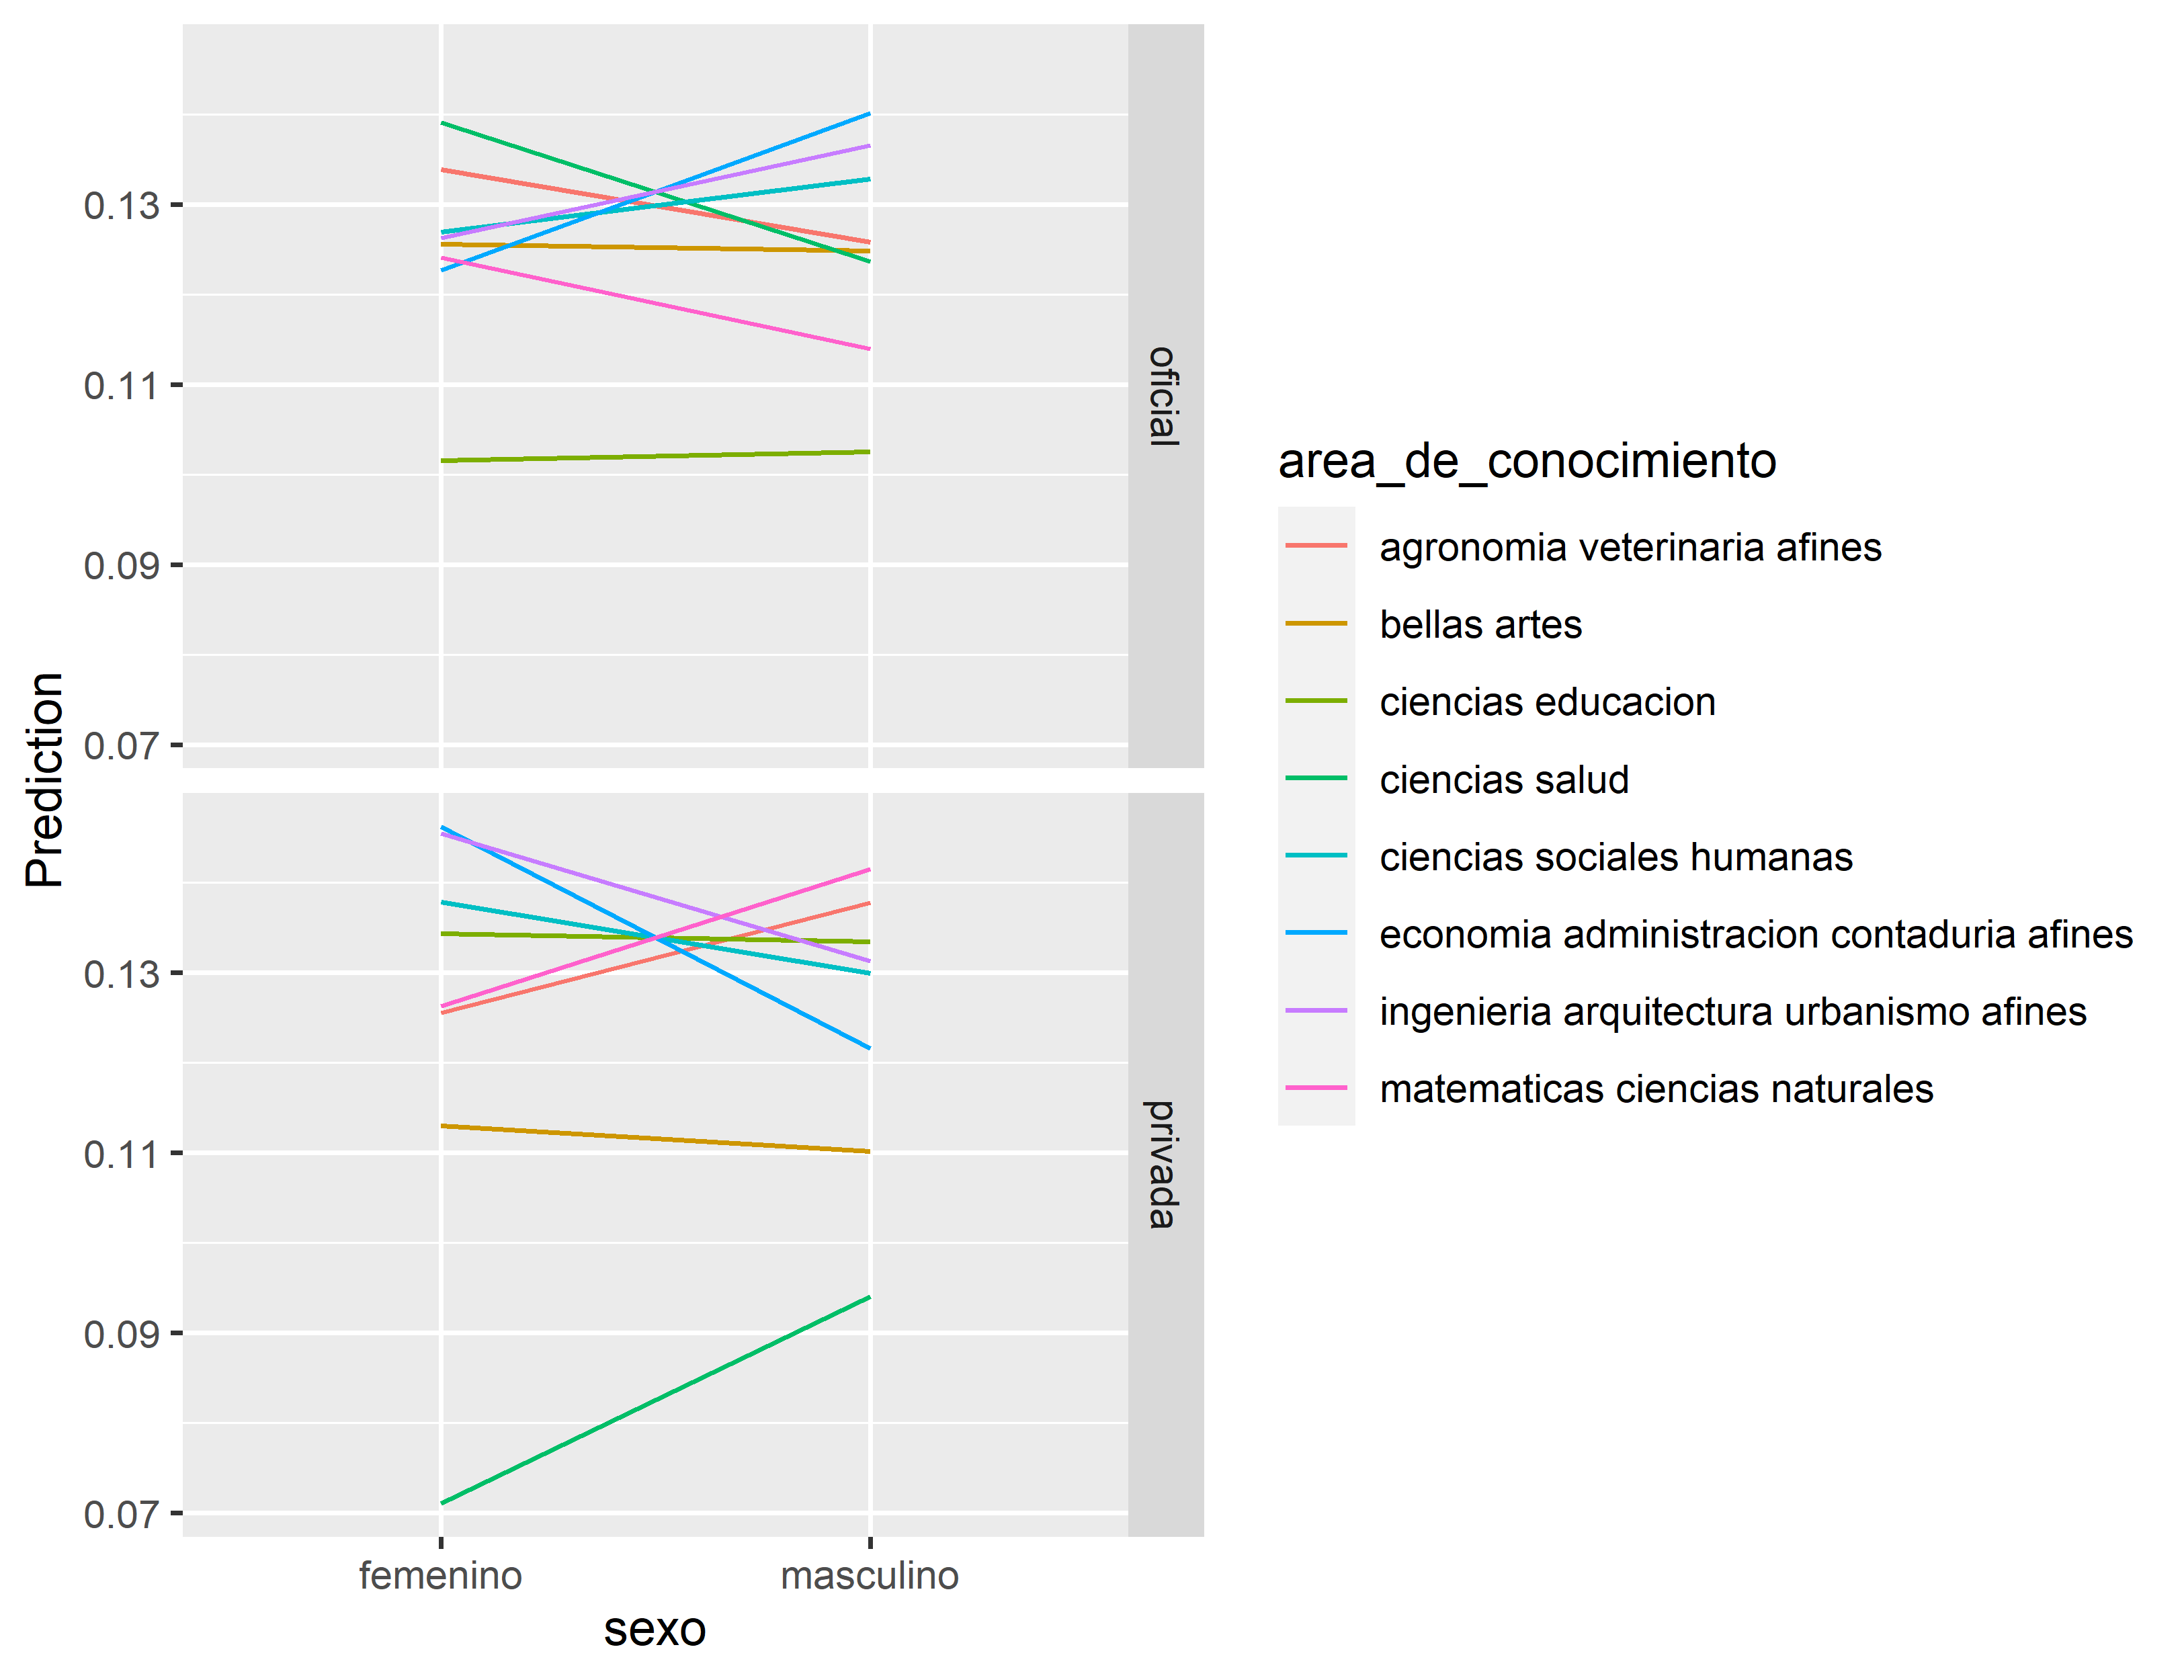 0.13
0.11
0.09
0.07
oficial
0.13
0.11
0.09
0.07
privada
Prediction
femenino masculino
sexo
area_de_conocimiento
agronomia veterinaria afines
bellas artes
ciencias educacion
ciencias salud
ciencias sociales humanas
economia administracion contaduria afines
ingenieria arquitectura urbanismo afines
matematicas ciencias naturales